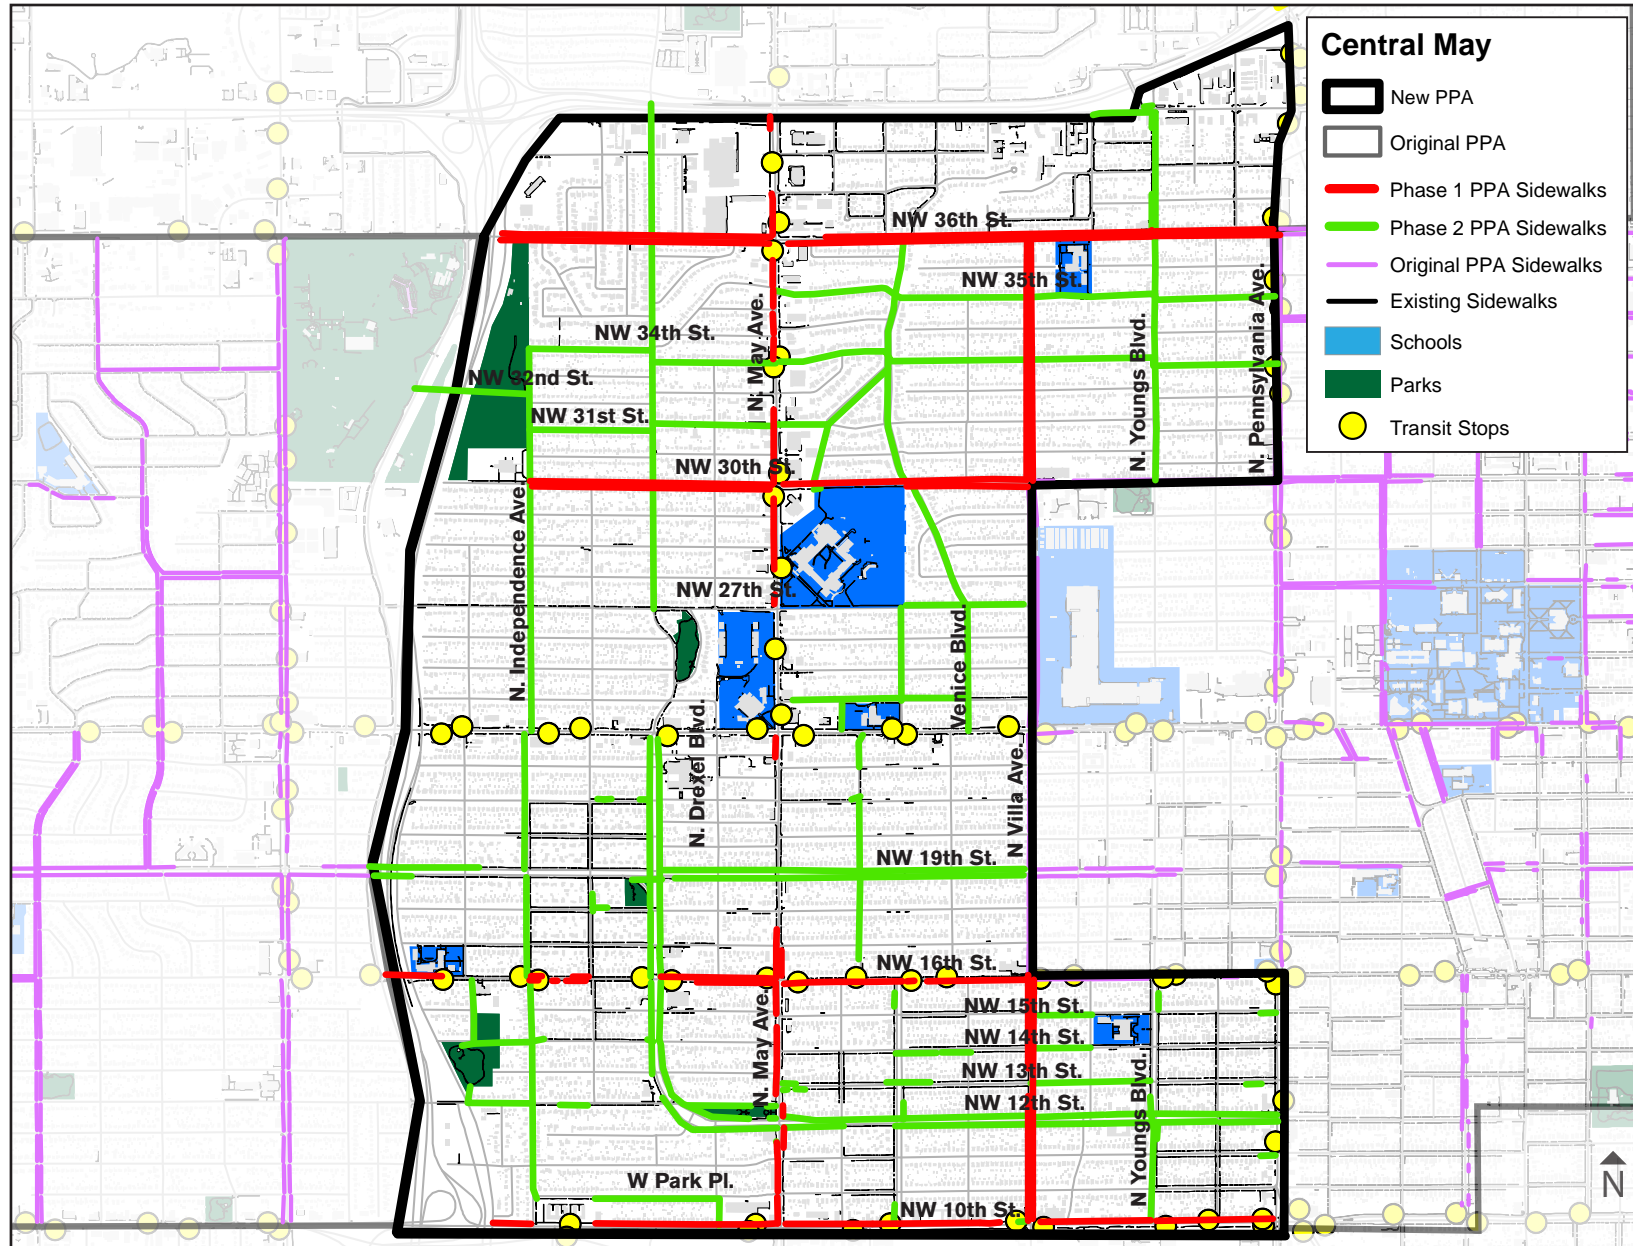 Central May
New PPA
Original PPA
Phase 1 PPA Sidewalks
Phase 2 PPA Sidewalks
Original PPA Sidewalks
Existing Sidewalks
Schools
Parks
Transit Stops
NW 36th St.
NW 35th St.
NW 34th St.
NW 32nd St.
NW 31st St.
NW 30th St.
NW 27th St.
N. May Ave.
N. Youngs Blvd.
N. Pennsylvania Ave.
N. Independence Ave.
N. Drexel Blvd.
Venice Blvd.
N Villa Ave.
NW 19th St.
NW 16th St.
NW 15th St.
NW 14th St.
NW 13th St.
NW 12th St.
N. May Ave.
N Youngs Blvd.
W Park Pl.
NW 10th St.
N